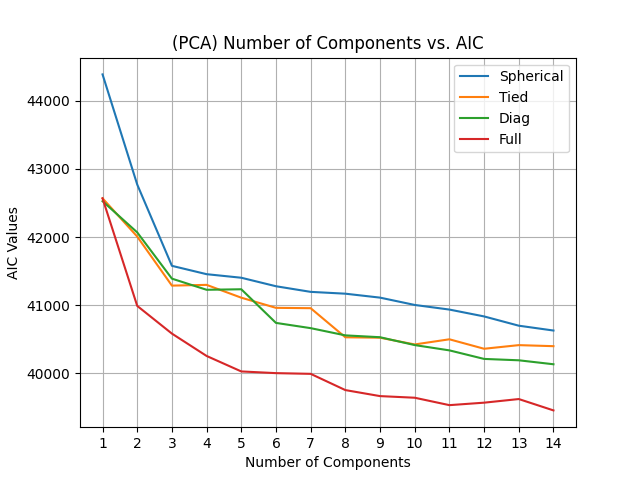 (PCA) Number of Components vs. AIC
Spherical
Tied
Diag
Full
AIC Values
44000
43000
42000
41000
40000
1 2 3 4 5 6 7 8 9 10 11 12 13 14
Number of Components